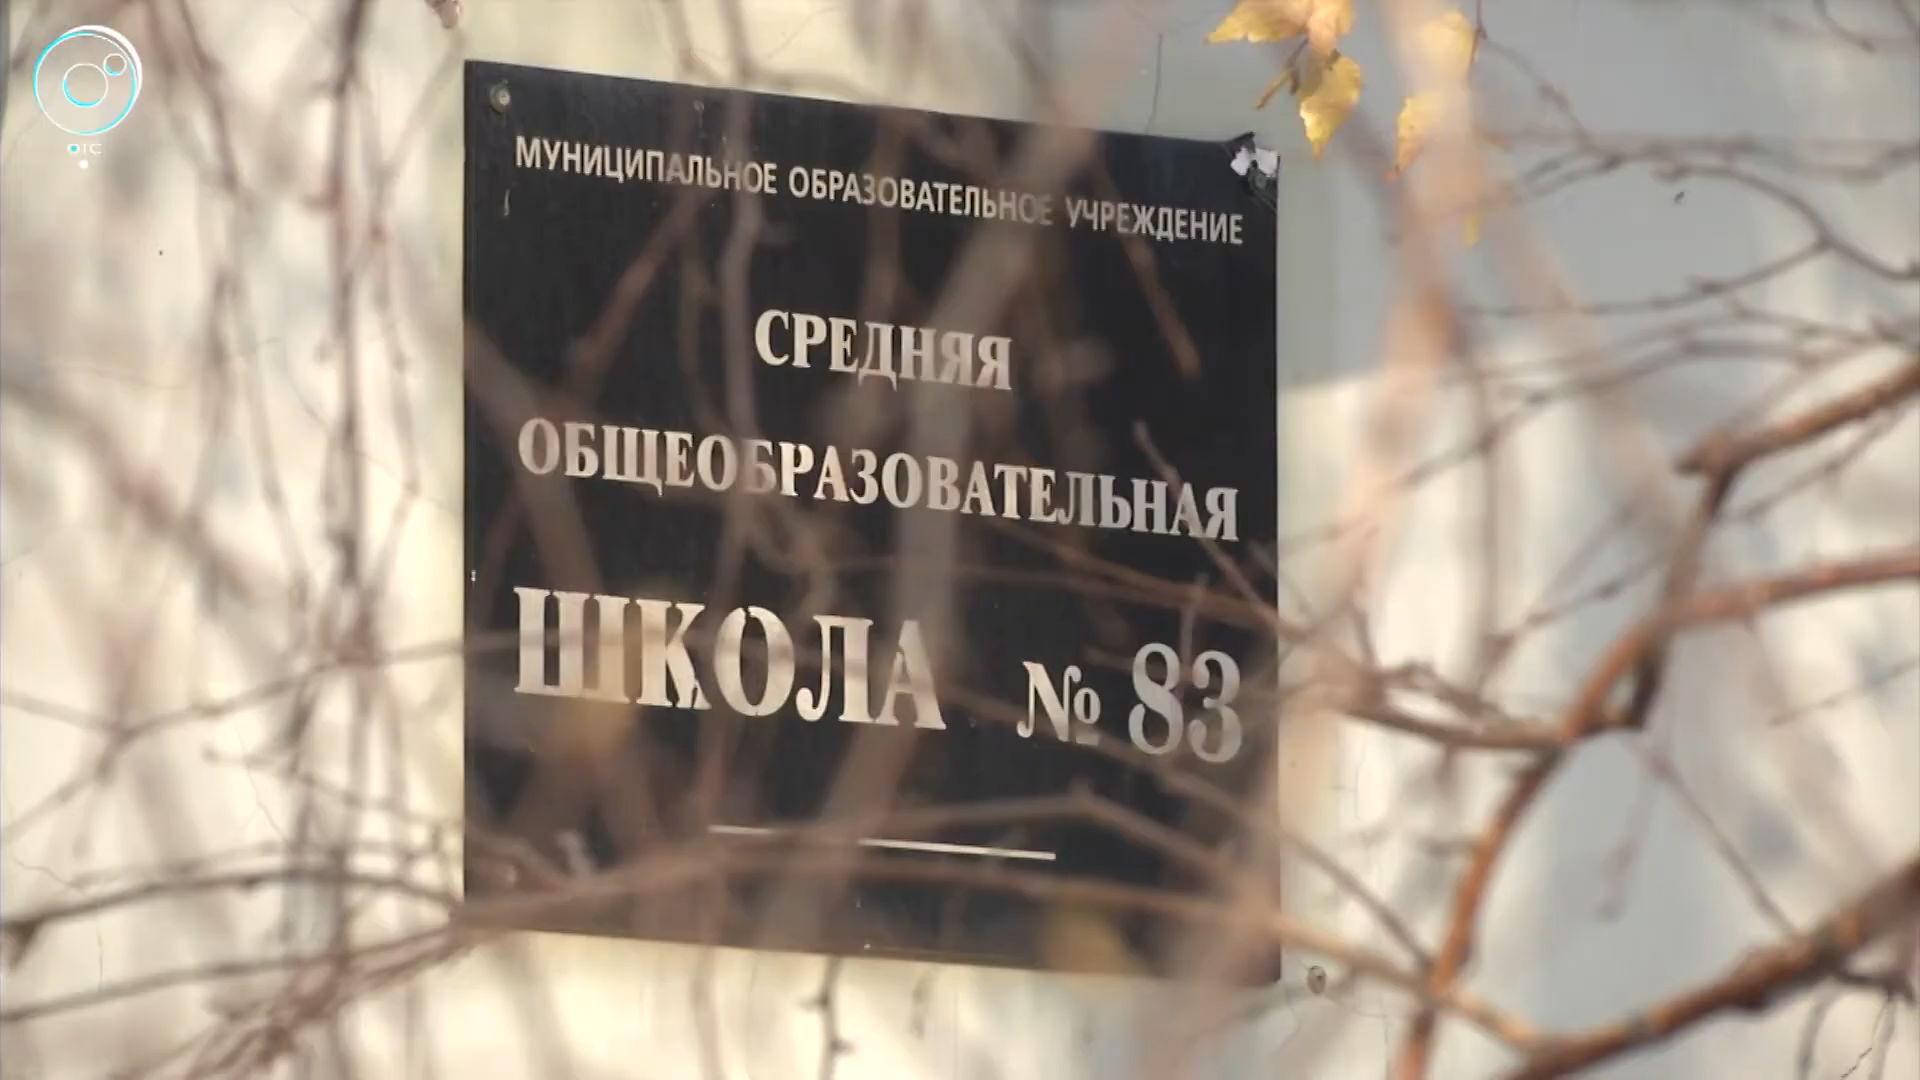 МУНИЦИПАЛЬНОЕ ОБРАЗОВАТЕЛЬНОЕ УЧРЕЖДЕНИЕ
СРЕДНЯЯ
ОБЩЕОБРАЗОВАТЕЛЬНАЯ
ШКОЛА № 83